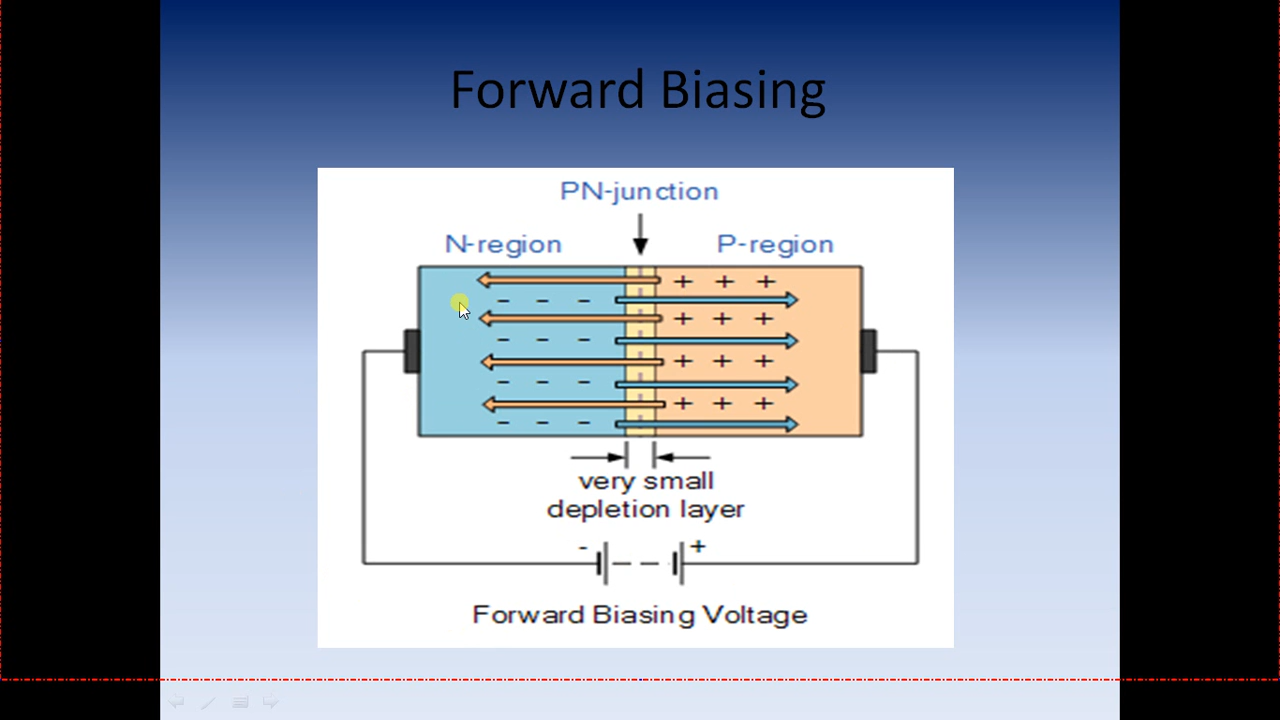 Forward Biasing
PN-junction
N-region P-region
+ + +
- - -
+ + +
- - -
+ + +
- - -
+ + +
- - -
very small
depletion layer
- +
Forward Biasing Voltage